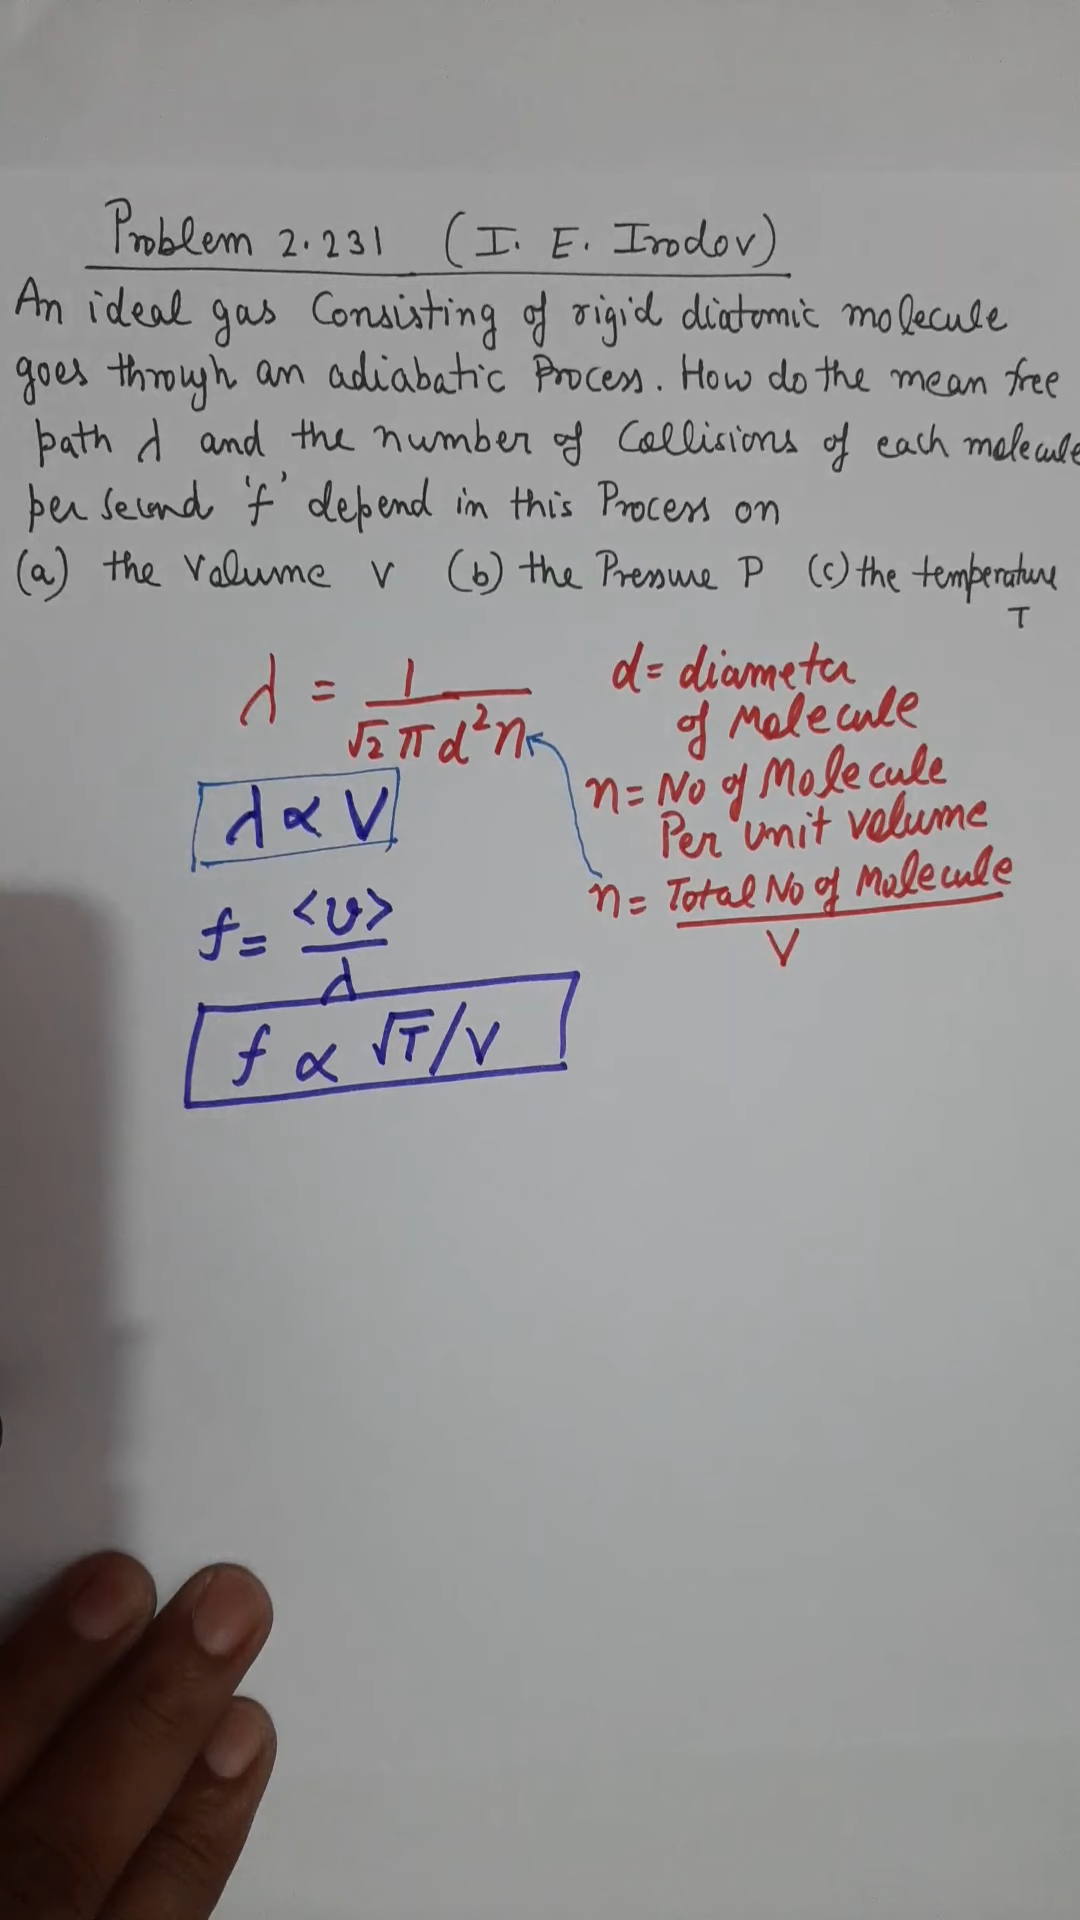 Problem 2.231 (I. E. Irodov)
An ideal gas Consisting of rigid diatomic molecule
goes through an adiabatic Process. How do the mean free
path λ and the number of Collisions of each molecule
per second 'f' depend in this Process on
(a) the Volume V (b) the Pressure P (c) the temperature
T
λ = 1 / √2 π d² n
d = diameter
of Molecule
n = No of Molecule
Per unit volume
n = Total No of Molecule / V
λ ∝ V
f = <v> / λ
f ∝ √T/V